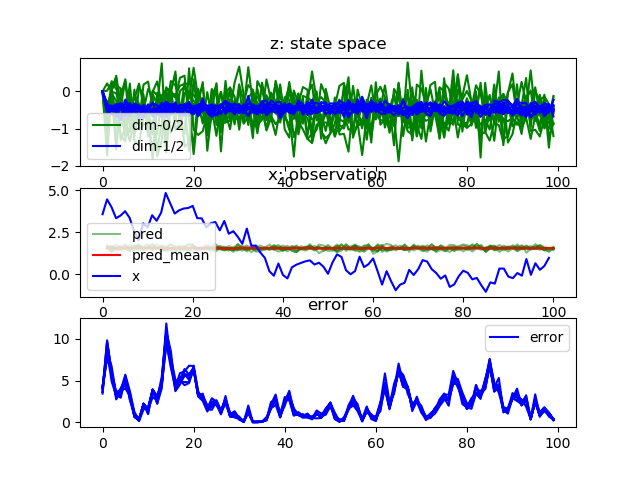 z: state space
0
−1
−2
dim-0/2
dim-1/2
0 20 40 60 80 100
x: observation
5.0
2.5
0.0
pred
pred_mean
x
0 20 40 60 80 100
error
10
5
0
error
0 20 40 60 80 100